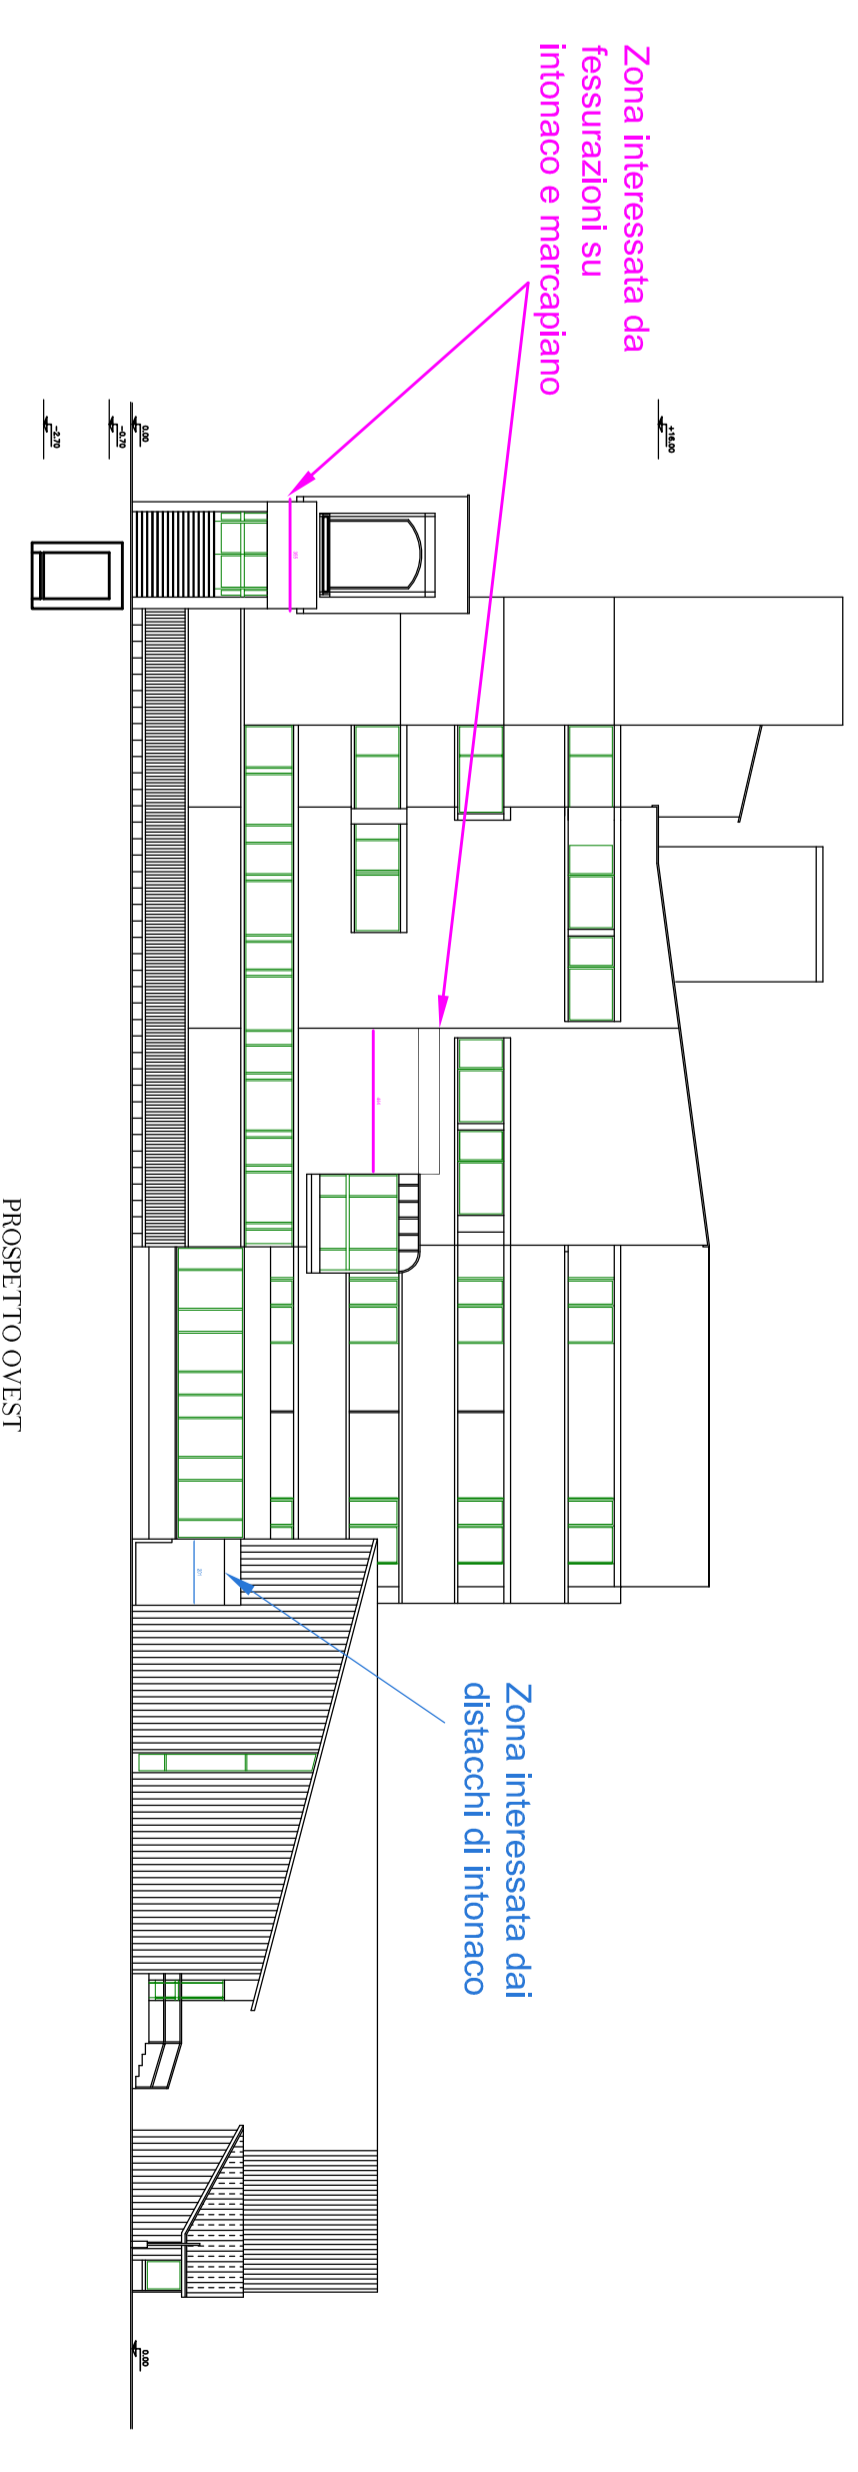 Zona interessata da
fessurazioni su
intonaco e marcapiano
+16.00
0.00
-0.70
-2.70
Zona interessata dai
distacchi di intonaco
0.00
PROSPETTO OVEST